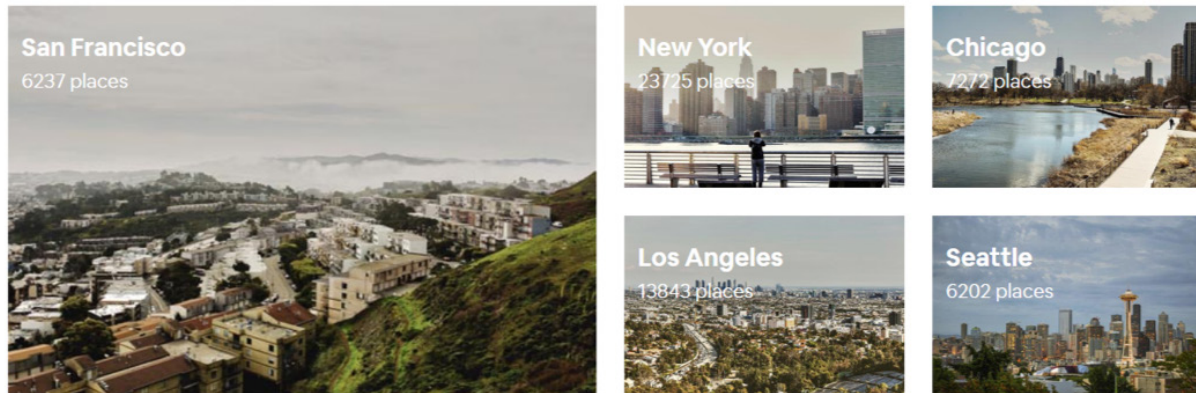 San Francisco
6237 places
New York
23725 places
Chicago
7272 places
Los Angeles
13843 places
Seattle
6202 places